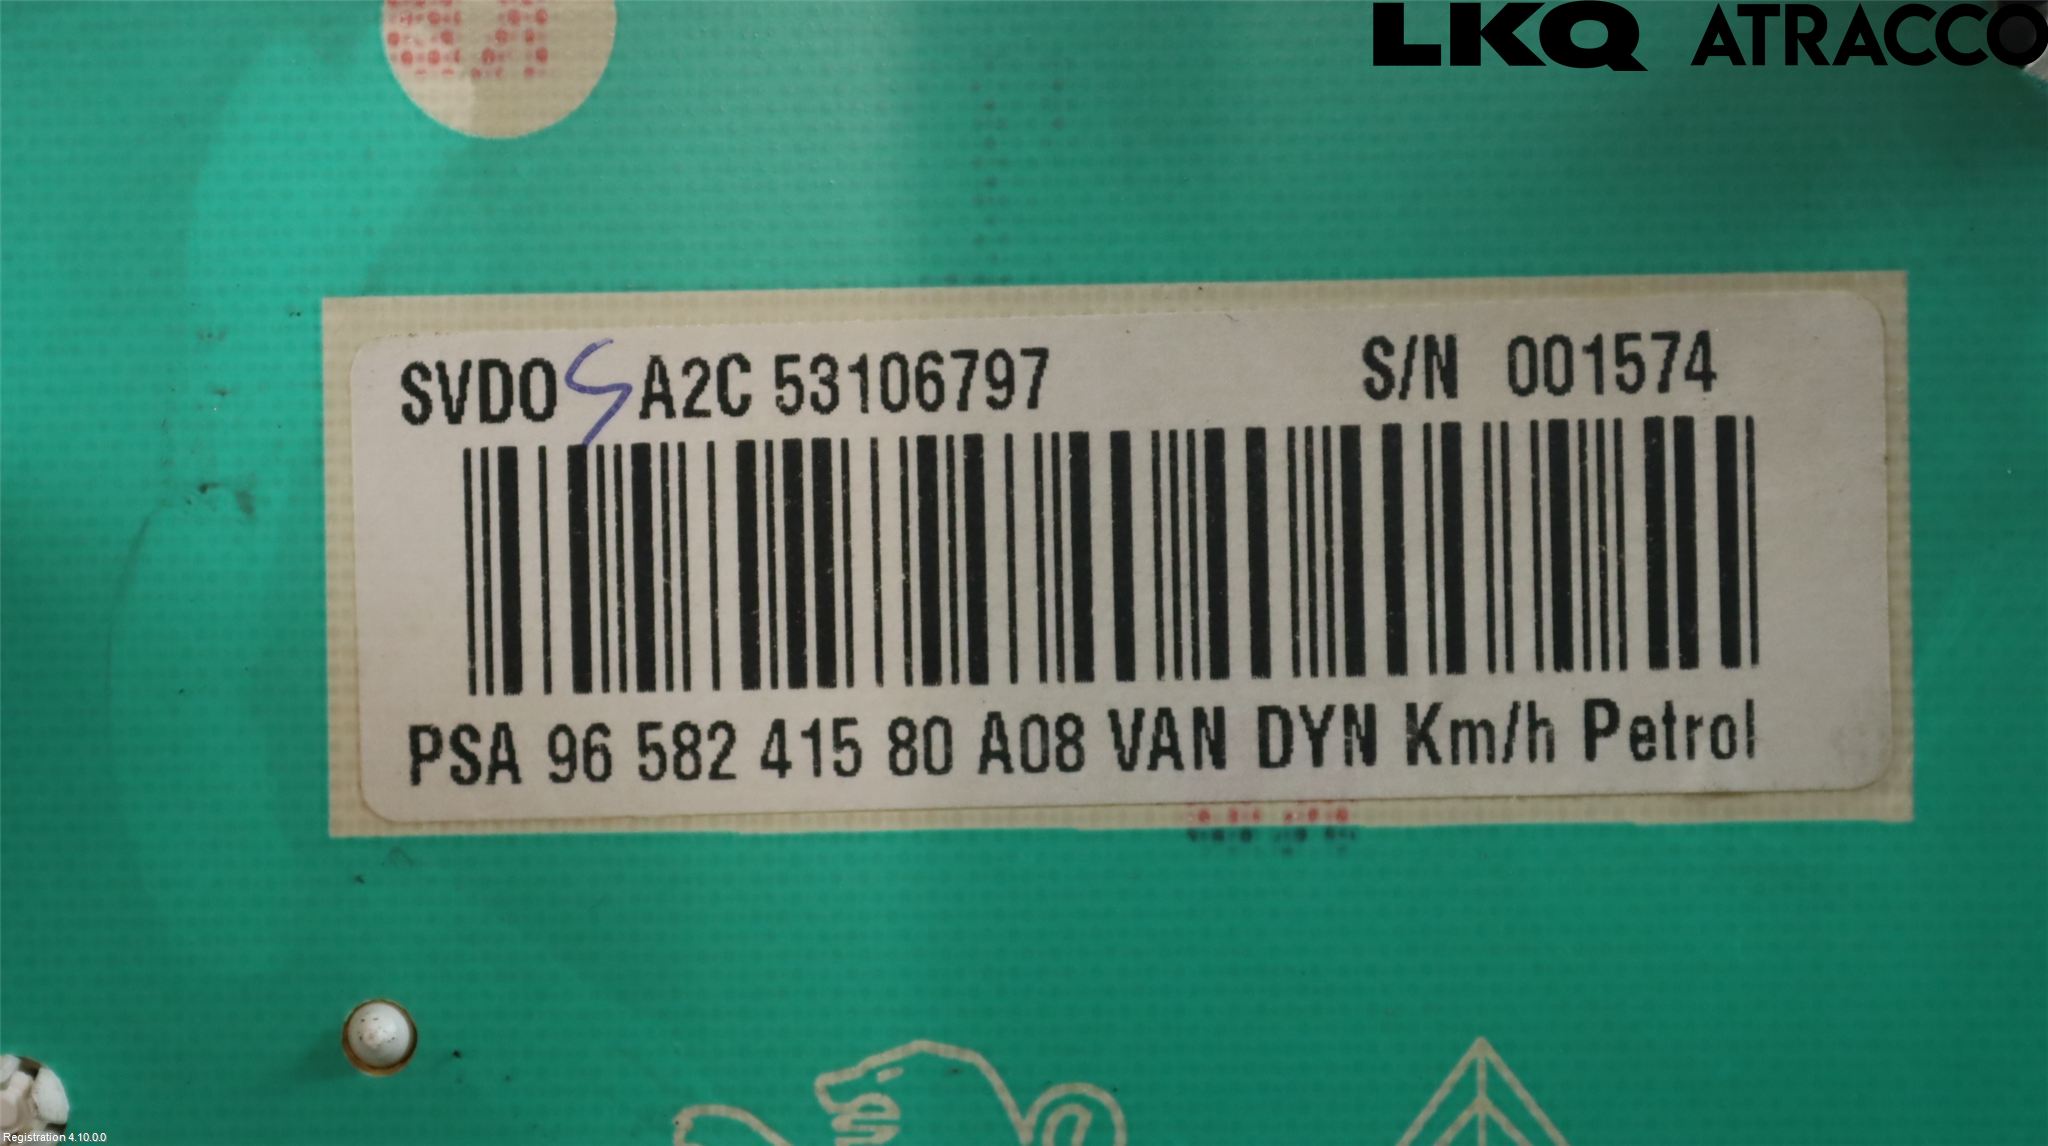 LKQ ATRACCO
SVDO A2C 53106797 S/N 001574
PSA 96 582 415 80 A08 VAN DYN Km/h Petrol
Registration 4.10.0.0